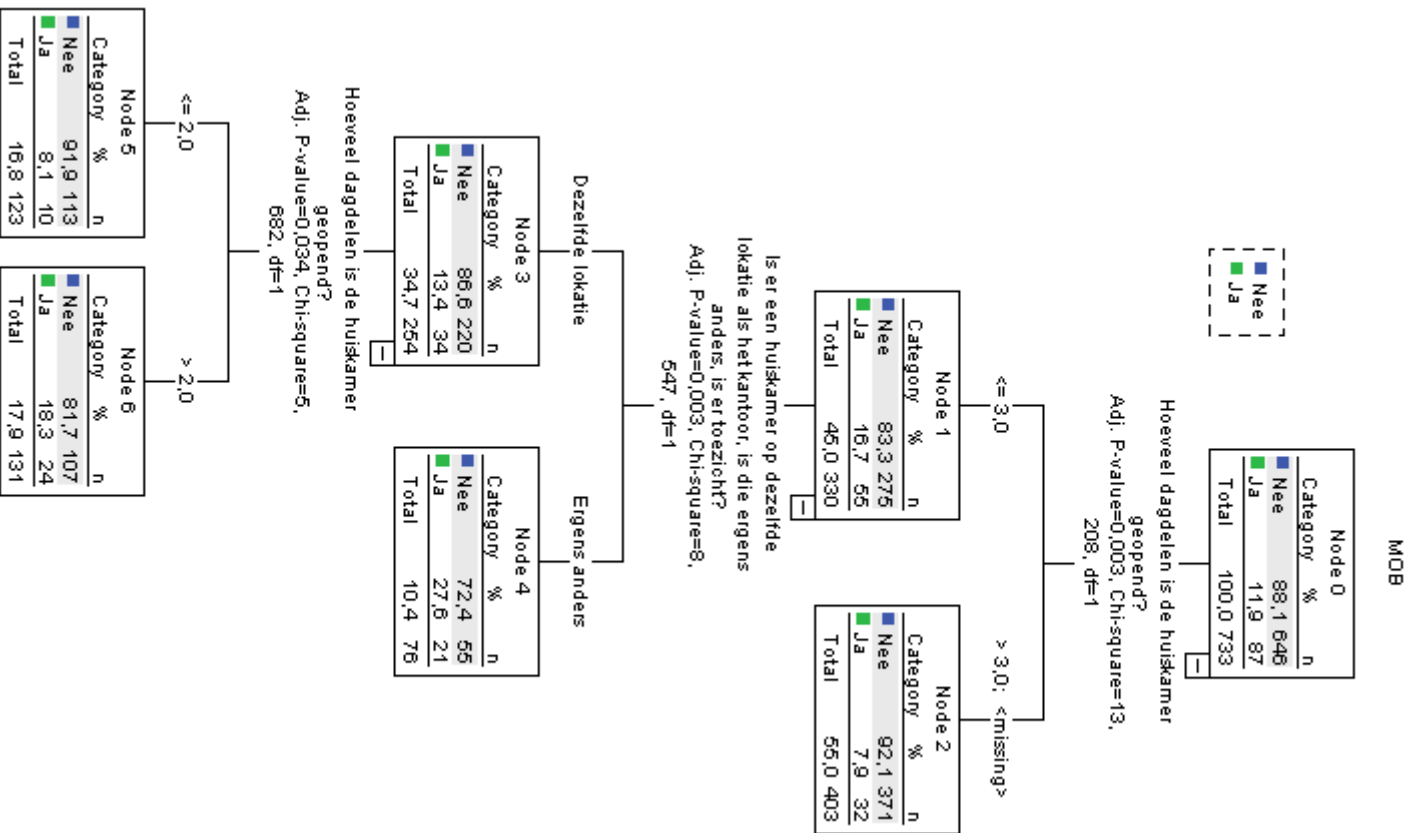 MOB
Nee
Ja
Node 0
Category % n
Nee 88,1 646
Ja 11,9 87
Total 100,0 733
Hoeveel dagdelen is de huiskamer
geopend?
Adj. P-value=0,003, Chi-square=13,
208, df=1
<= 3,0
> 3,0; <missing>
Node 1
Category % n
Nee 83,3 275
Ja 16,7 55
Total 45,0 330
Node 2
Category % n
Nee 92,1 371
Ja 7,9 32
Total 55,0 403
Is er een huiskamer op dezelfde
lokatie als het kantoor, is die ergens
anders, is er toezicht?
Adj. P-value=0,003, Chi-square=8,
547, df=1
Dezelfde lokatie
Ergens anders
Node 3
Category % n
Nee 86,6 220
Ja 13,4 34
Total 34,7 254
Node 4
Category % n
Nee 72,4 55
Ja 27,6 21
Total 10,4 76
Hoeveel dagdelen is de huiskamer
geopend?
Adj. P-value=0,034, Chi-square=5,
682, df=1
<= 2,0
> 2,0
Node 5
Category % n
Nee 91,9 113
Ja 8,1 10
Total 16,8 123
Node 6
Category % n
Nee 81,7 107
Ja 18,3 24
Total 17,9 131